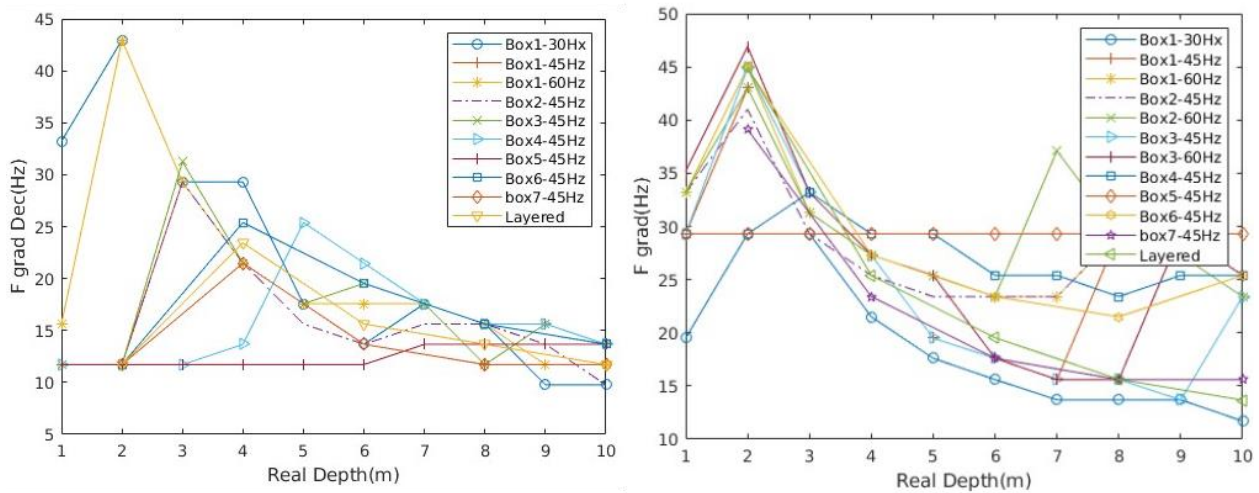 45
40
35
30
25
20
15
10
5
F grad Dec(Hz)
1 2 3 4 5 6 7 8 9 10
Real Depth(m)
Box1-30Hx
Box1-45Hz
Box1-60Hz
Box2-45Hz
Box3-45Hz
Box4-45Hz
Box5-45Hz
Box6-45Hz
box7-45Hz
Layered
50
45
40
35
30
25
20
15
10
F grad(Hz)
1 2 3 4 5 6 7 8 9 10
Real Depth(m)
Box1-30Hx
Box1-45Hz
Box1-60Hz
Box2-45Hz
Box2-60Hz
Box3-45Hz
Box3-60Hz
Box4-45Hz
Box5-45Hz
Box6-45Hz
box7-45Hz
Layered